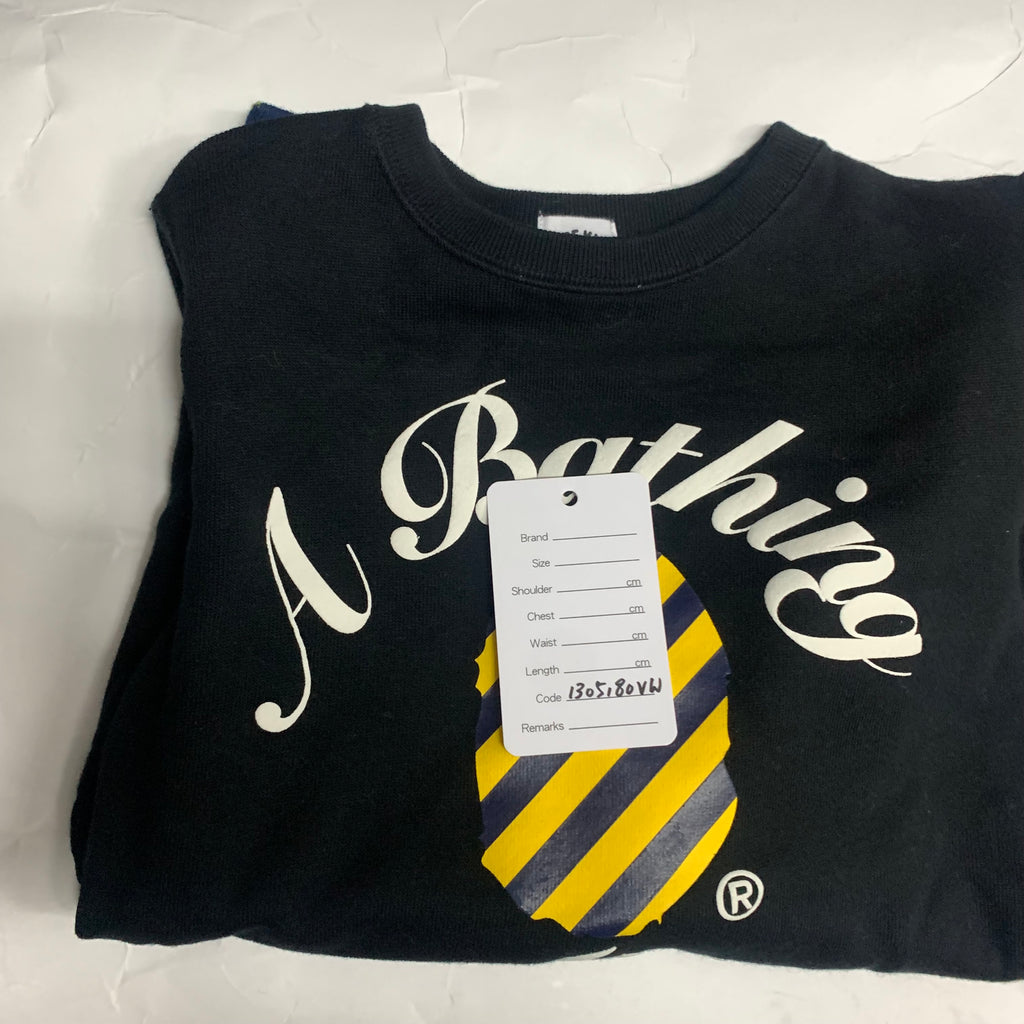 A Bathing
Brand
Size
Shoulder cm
Chest cm
Waist cm
Length cm
Code 1305180VW
Remarks
®